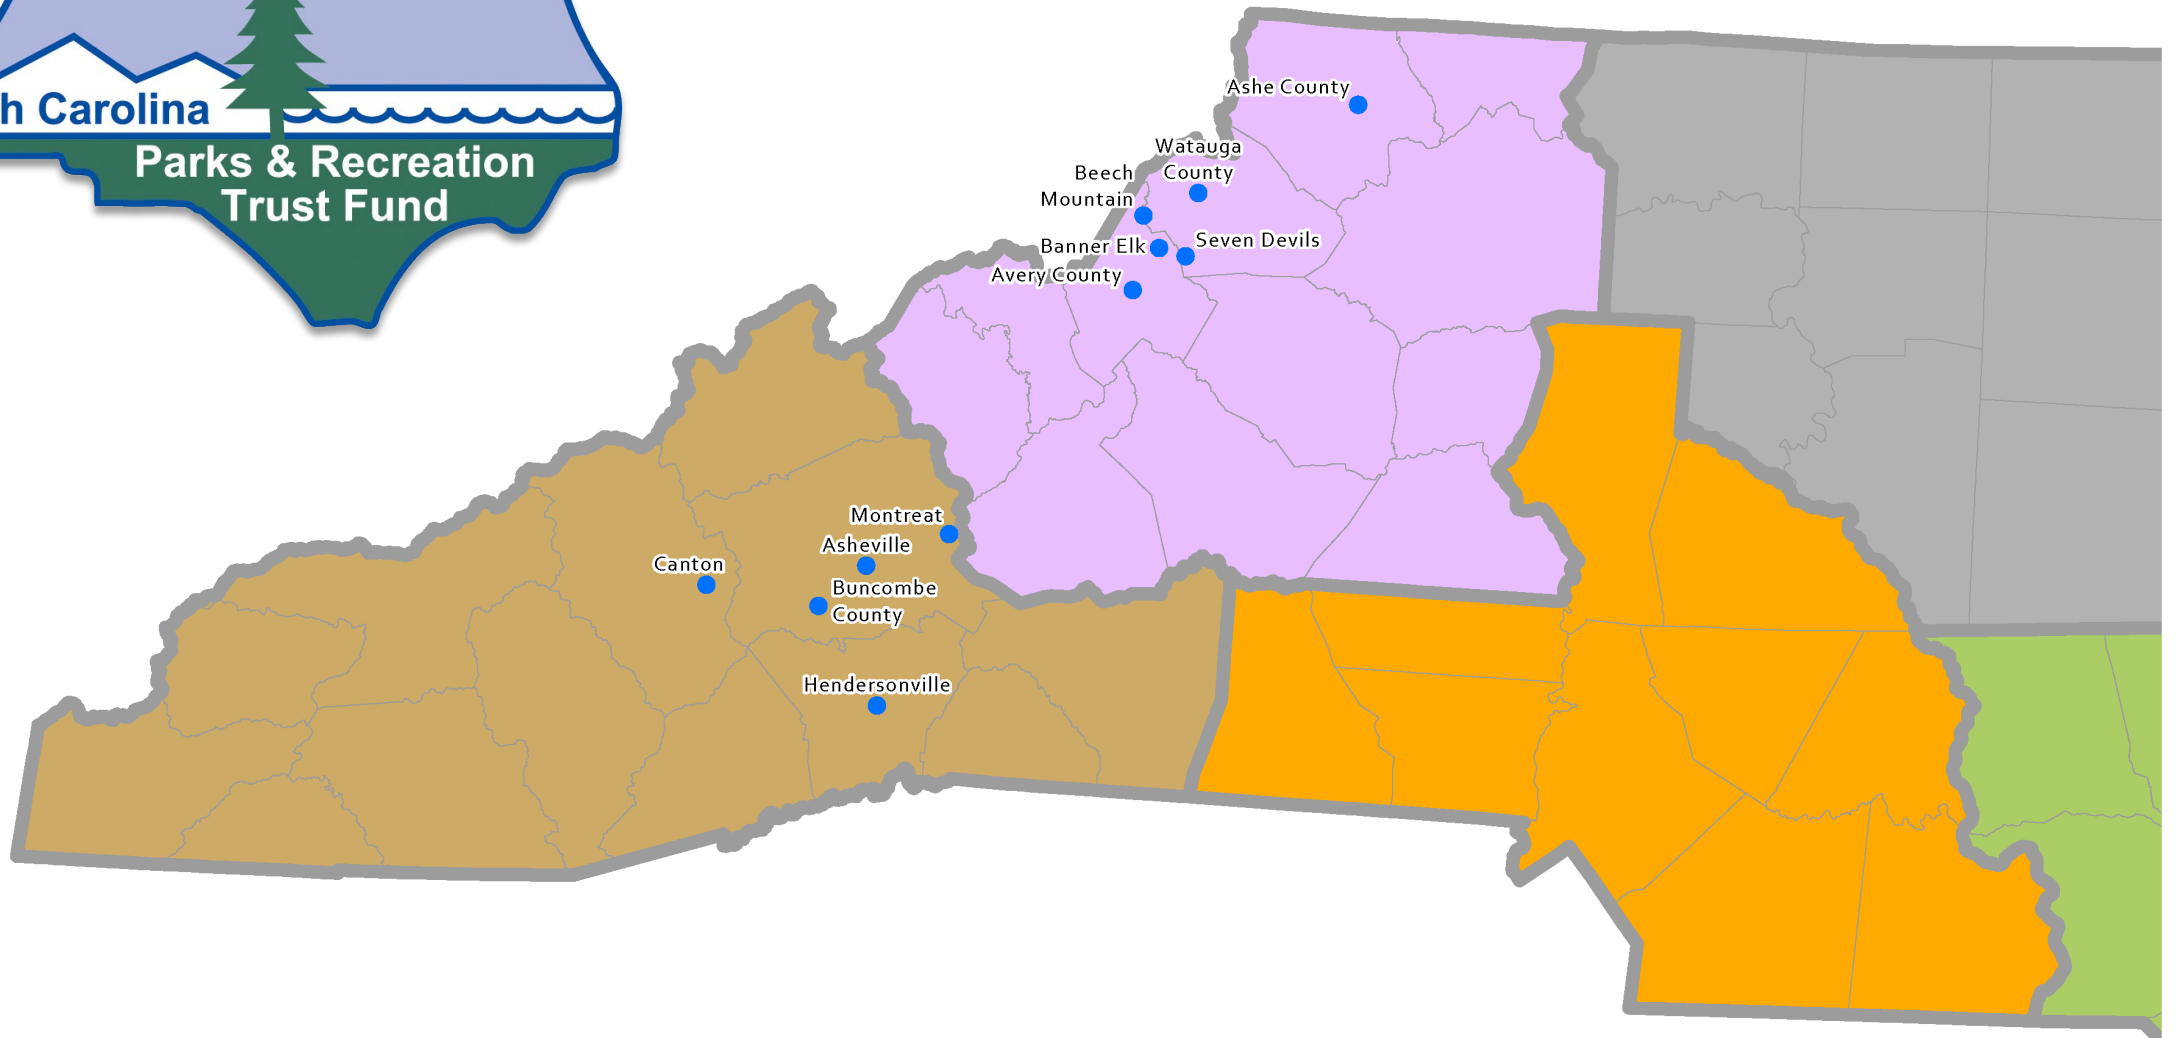 h Carolina
Parks & Recreation
Trust Fund
Ashe County
Watauga
County
Beech
Mountain
Banner Elk
Seven Devils
Avery County
Montreat
Asheville
Canton
Buncombe
County
Hendersonville